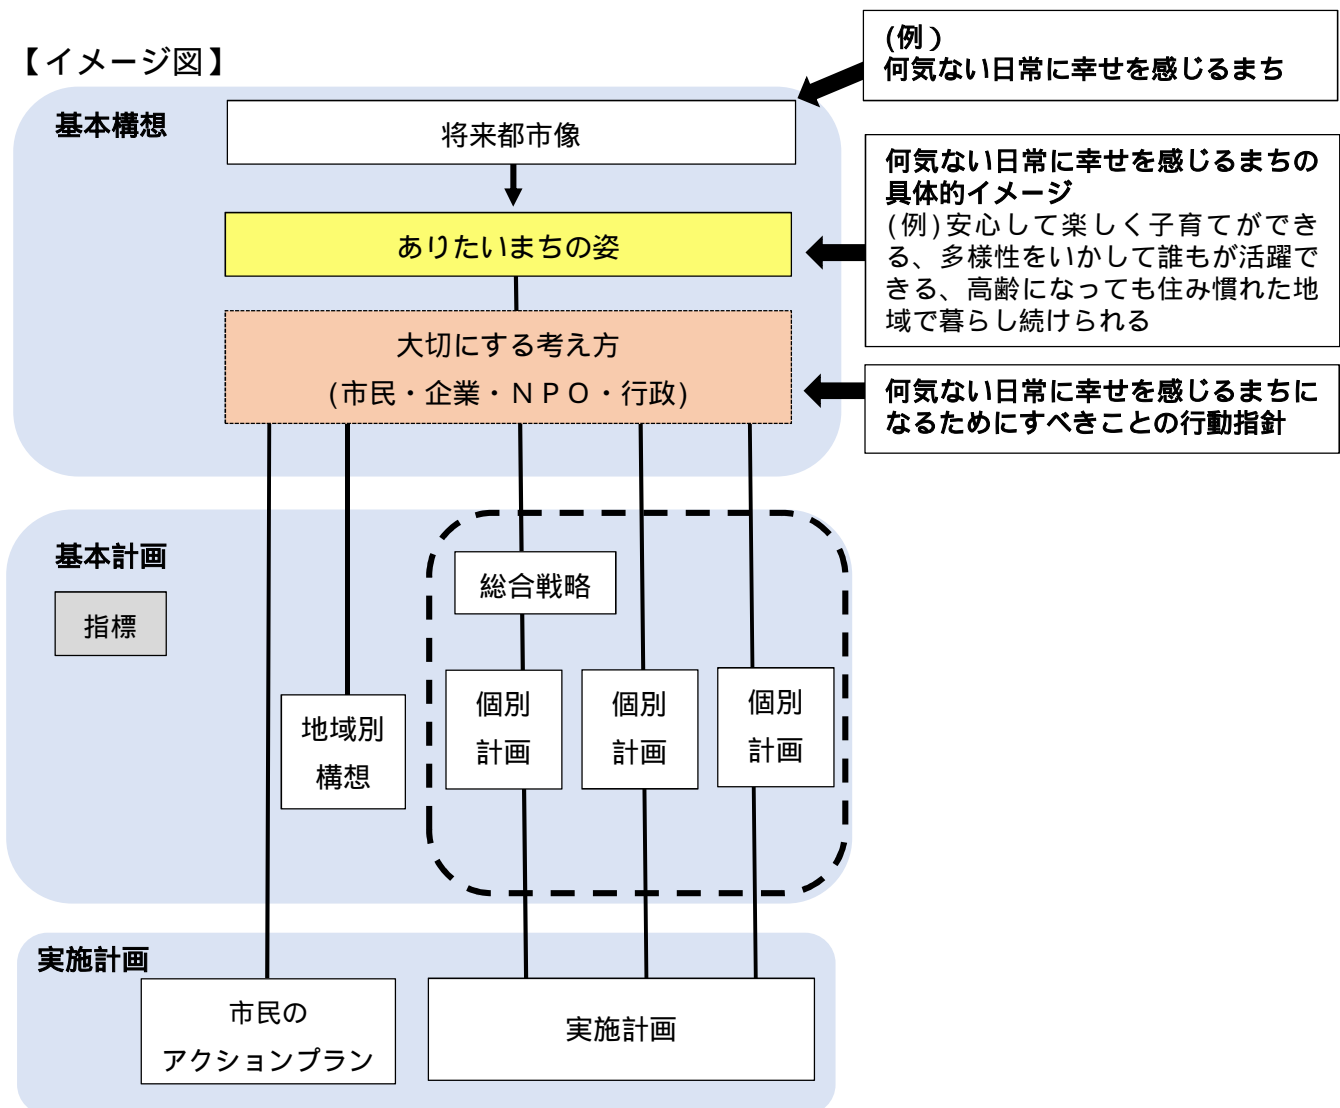 【イメージ図】
基本構想
将来都市像
ありたいまちの姿
大切にする考え方
(市民・企業・ＮＰＯ・行政)
(例）
何気ない日常に幸せを感じるまち
何気ない日常に幸せを感じるまちの
具体的イメージ
(例)安心して楽しく子育てができ
る、多様性をいかして誰もが活躍で
きる、高齢になっても住み慣れた地
域で暮らし続けられる
何気ない日常に幸せを感じるまちに
なるためにすべきことの行動指針
基本計画
指標
総合戦略
地域別
構想
個別
計画
個別
計画
個別
計画
実施計画
市民の
アクションプラン
実施計画